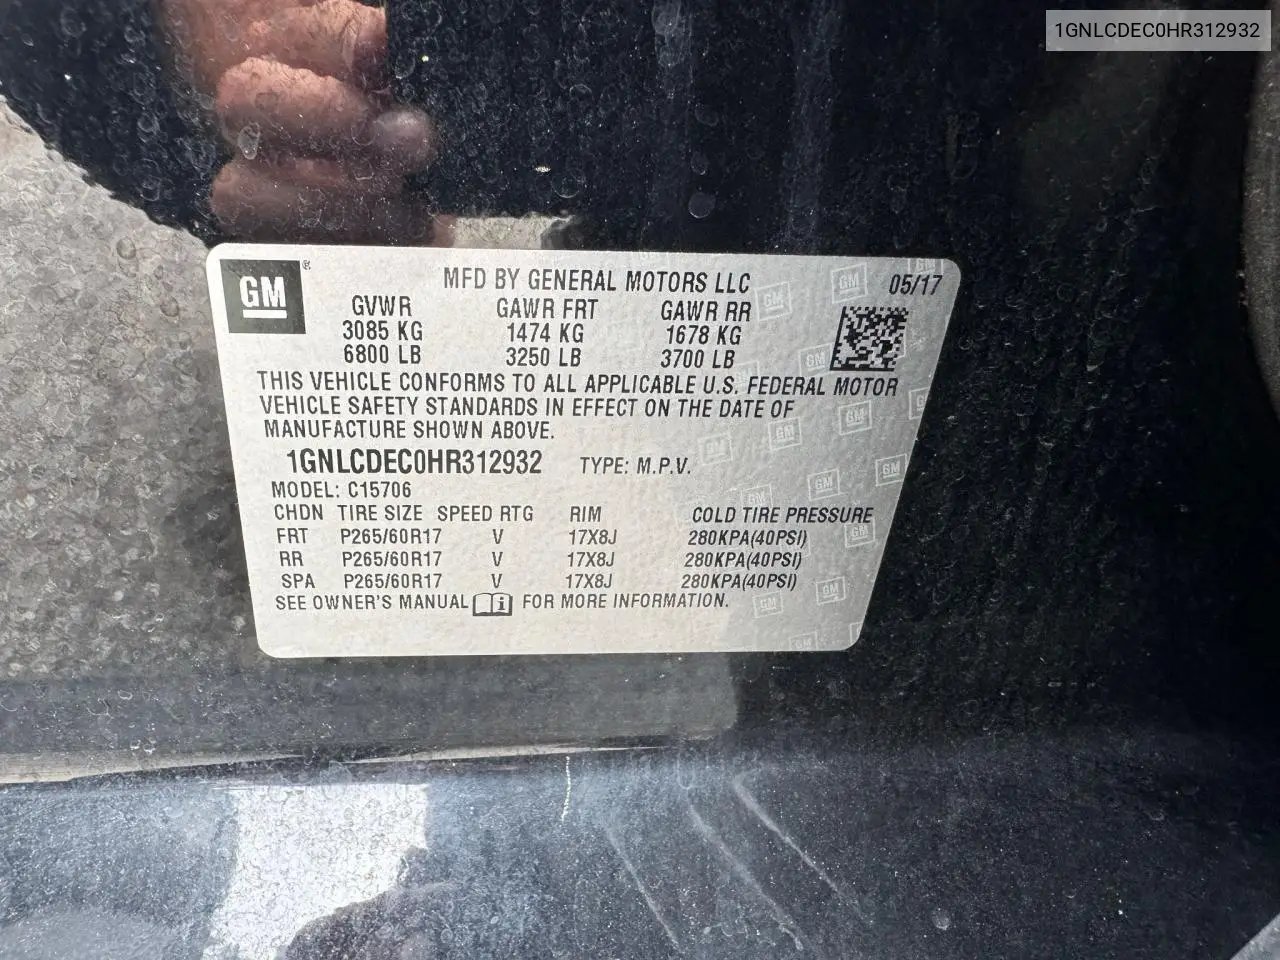 1GNLCDEC0HR312932
GM ®
MFD BY GENERAL MOTORS LLC 05/17
GVWR GAWR FRT GAWR RR
3085 KG 1474 KG 1678 KG
6800 LB 3250 LB 3700 LB
THIS VEHICLE CONFORMS TO ALL APPLICABLE U.S. FEDERAL MOTOR
VEHICLE SAFETY STANDARDS IN EFFECT ON THE DATE OF
MANUFACTURE SHOWN ABOVE.
1GNLCDEC0HR312932 TYPE: M.P.V.
MODEL: C15706
CHDN TIRE SIZE SPEED RTG RIM COLD TIRE PRESSURE
FRT P265/60R17 V 17X8J 280KPA(40PSI)
RR P265/60R17 V 17X8J 280KPA(40PSI)
SPA P265/60R17 V 17X8J 280KPA(40PSI)
SEE OWNER'S MANUAL i FOR MORE INFORMATION.